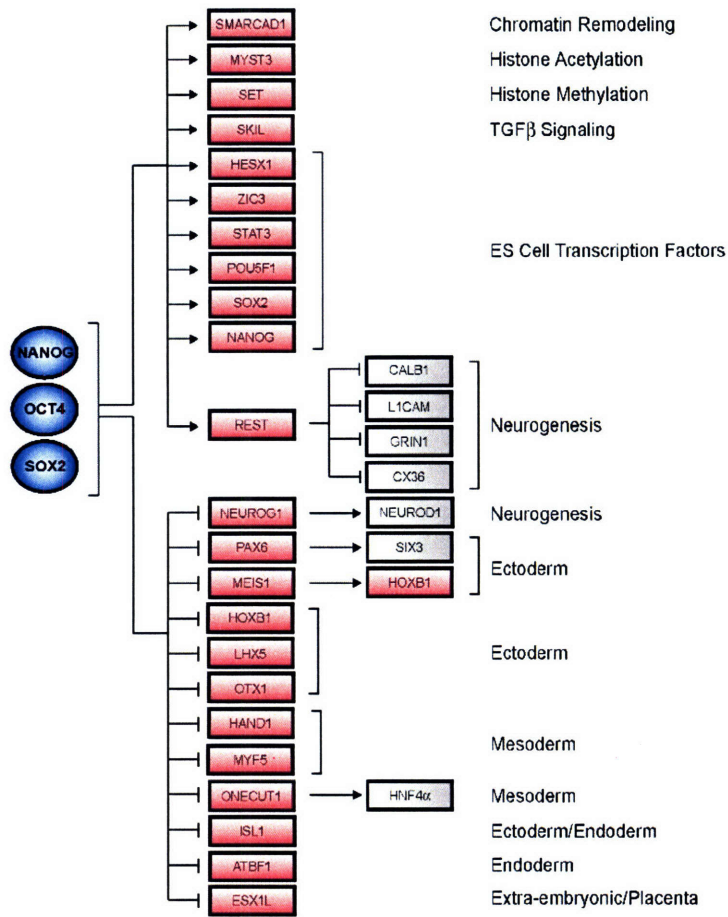 SMARCAD1 Chromatin Remodeling
MYST3 Histone Acetylation
SET Histone Methylation
SKIL TGFβ Signaling
HESX1
ZIC3
STAT3
ES Cell Transcription Factors
POU5F1
SOX2
NANOG
NANOG
CALB1
OCT4
L1CAM
REST
Neurogenesis
GRIN1
SOX2
CX36
NEUROG1 NEUROD1 Neurogenesis
PAX6 SIX3
Ectoderm
MEIS1 HOXB1
HOXB1
LHX5 Ectoderm
OTX1
HAND1
Mesoderm
MYF5
ONECUT1 HNF4α Mesoderm
ISL1 Ectoderm/Endoderm
ATBF1 Endoderm
ESX1L Extra-embryonic/Placenta